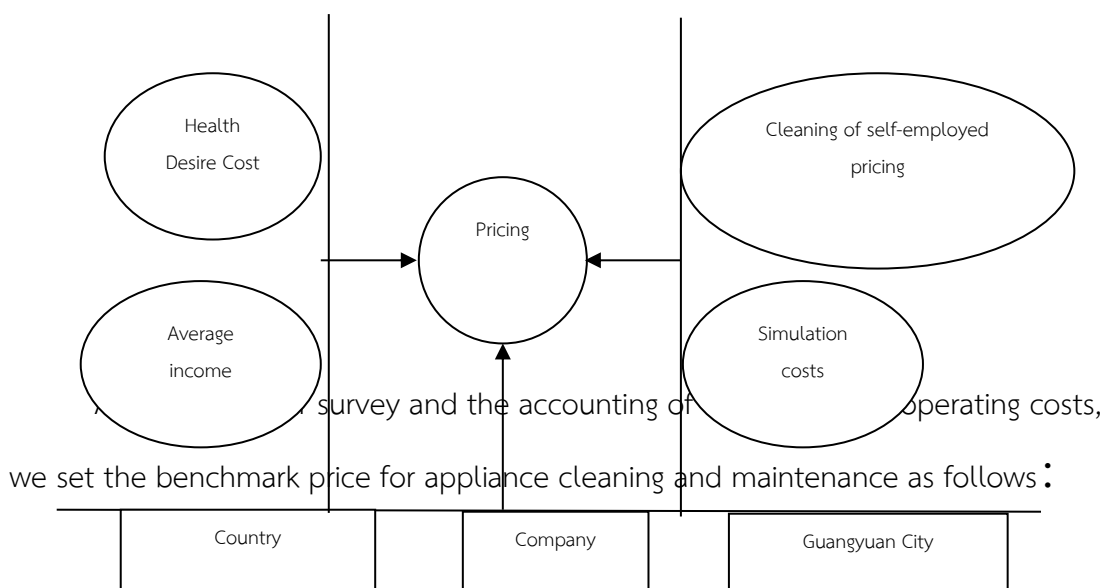 Health
Desire Cost
Cleaning of self-employed
pricing
Pricing
Average
income
Simulation
costs
survey and the accounting of operating costs,
we set the benchmark price for appliance cleaning and maintenance as follows：
Country
Company
Guangyuan City